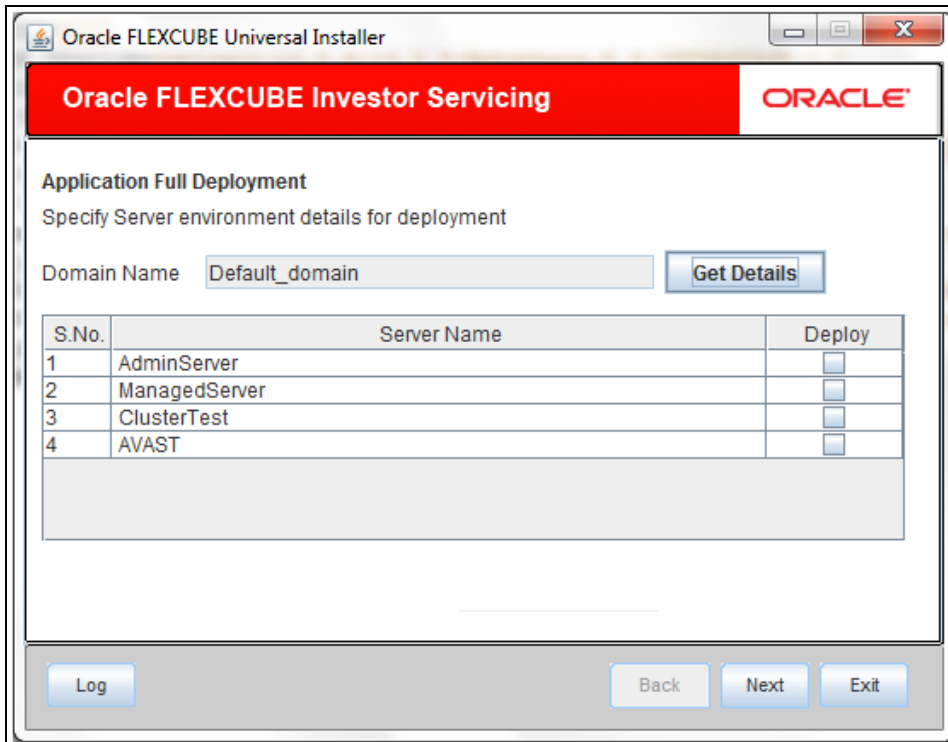 Oracle FLEXCUBE Universal Installer
Oracle FLEXCUBE Investor Servicing
ORACLE
Application Full Deployment
Specify Server environment details for deployment
Domain Name Default_domain Get Details
S.No. Server Name Deploy
1 AdminServer
2 ManagedServer
3 ClusterTest
4 AVAST
Log Back Next Exit